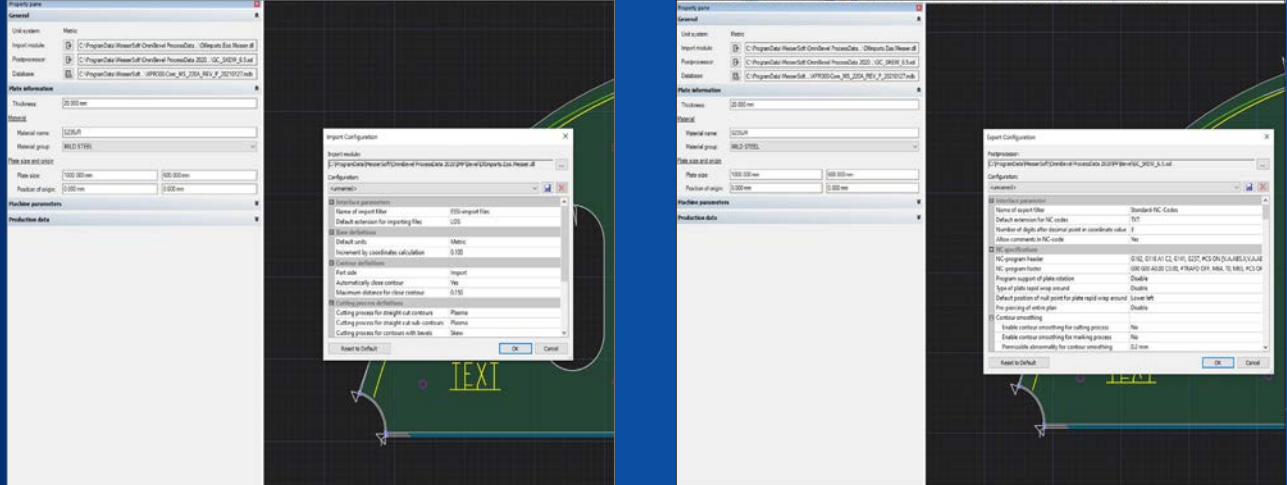 Property pane
General
Unit system: Metric
Import module:
Postprocessor:
Database:
Plate information
Thickness: 20.000 mm
Material
Material name: S235JR
Material group: MILD STEEL
Plate size and origin
Plate size: 1000.000 mm 600.000 mm
Position of origin: 0.000 mm 0.000 mm
Machine parameters
Production data
Import Configuration
Import module:
Configuration:
<unnamed>
Interface parameters
Name of import filter ESSI-import files
Default extension for importing files
Base definitions
Default units Metric
Increment by coordinates calculation 0.100
Contour definitions
Part side Import
Automatically close contour Yes
Maximum distance for close contour 0.150
Cutting process definitions
Cutting process for straight cut contours Plasma
Cutting process for straight cut sub-contours Plasma
Cutting process for contours with bevels Skew
Reset to Default OK Cancel
TEXT
Property pane
General
Unit system: Metric
Import module:
Postprocessor:
Database:
Plate information
Thickness: 20.000 mm
Material
Material name: S235JR
Material group: MILD STEEL
Plate size and origin
Plate size: 1000.000 mm 600.000 mm
Position of origin: 0.000 mm 0.000 mm
Machine parameters
Production data
Export Configuration
Postprocessor:
Configuration:
<unnamed>
Interface parameter
Name of export filter Standard-NC-Codes
Default extension for NC codes TXT
Number of digits after decimal point in coordinate value 3
Allow comments in NC-code Yes
NC-specifications
NC-program header
NC-program footer
Program support of plate rotation Disable
Type of plate rapid wrap around Disable
Default position of null point for plate rapid wrap around Lower left
Pre-piercing of entire plan Disable
Contour smoothing
Enable contour smoothing for cutting process No
Enable contour smoothing for marking process No
Permissible abnormality for contour smoothing 0.2 mm
Reset to Default OK Cancel
TEXT